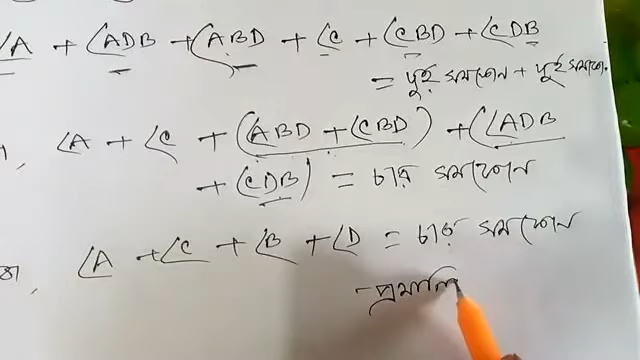 ∠A + ∠ADB + ∠ABD + ∠C + ∠CBD + ∠CDB
= দুই সমকোণ + দুই সমকো.
∠A + ∠C + (∠ABD + ∠CBD) + (∠ADB
+ ∠CDB) = চার সমকোণ
∠A + ∠C + ∠B + ∠D = চার সমকোণ
- প্রমাণি